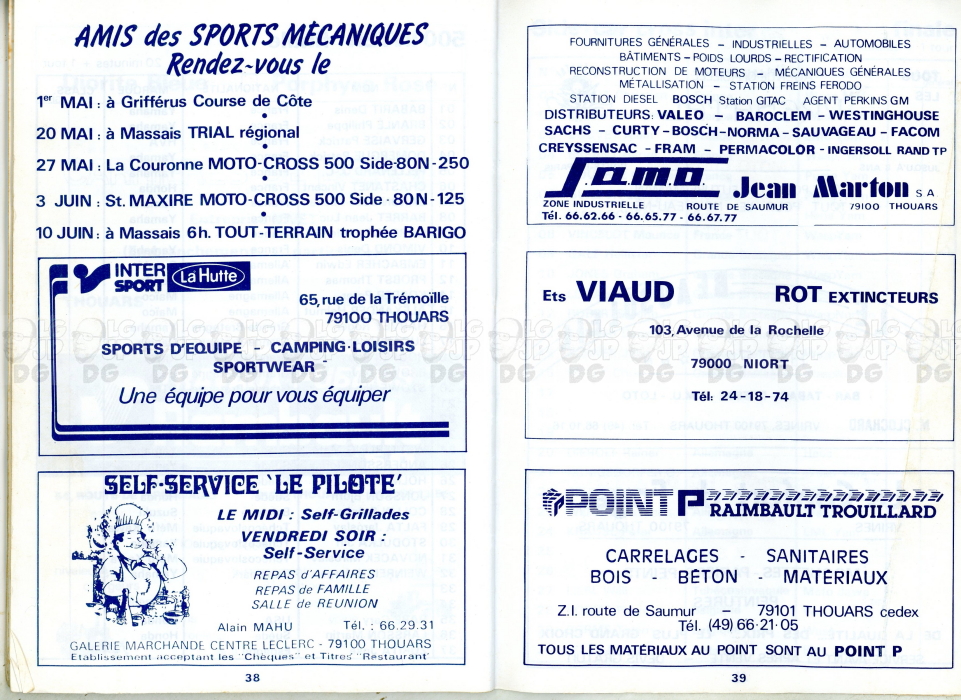 AMIS des SPORTS MÉCANIQUES
Rendez-vous le
1er MAI : à Grifférus Course de Côte
20 MAI : à Massais TRIAL régional
27 MAI : La Couronne MOTO-CROSS 500 Side-80N-250
3 JUIN : St. MAXIRE MOTO-CROSS 500 Side - 80N-125
10 JUIN : à Massais 6h. TOUT-TERRAIN trophée BARIGO
INTER SPORT La Hutte
65, rue de la Trémoïlle
79100 THOUARS
SPORTS D'EQUIPE - CAMPING-LOISIRS
SPORTWEAR
Une équipe pour vous équiper
SELF-SERVICE 'LE PILOTE'
LE MIDI : Self-Grillades
VENDREDI SOIR :
Self-Service
REPAS d'AFFAIRES
REPAS de FAMILLE
SALLE de REUNION
Alain MAHU Tél. : 66.29.31
GALERIE MARCHANDE CENTRE LECLERC - 79100 THOUARS
Etablissement acceptant les "Chèques" et Titres "Restaurant"
38
FOURNITURES GÉNÉRALES - INDUSTRIELLES - AUTOMOBILES
BÂTIMENTS - POIDS LOURDS - RECTIFICATION
RECONSTRUCTION DE MOTEURS - MÉCANIQUES GÉNÉRALES
MÉTALLISATION - STATION FREINS FERODO
STATION DIESEL BOSCH Station GITAC AGENT PERKINS GM
DISTRIBUTEURS: VALEO - BAROCLEM - WESTINGHOUSE
SACHS - CURTY - BOSCH - NORMA - SAUVAGEAU - FACOM
CREYSSENSAC - FRAM - PERMACOLOR - INGERSOLL RAND TP
S.a.m.o. Jean Marton S A
ZONE INDUSTRIELLE ROUTE DE SAUMUR 79100 THOUARS
Tél. 66.62.66 - 66.65.77 - 66.67.77
Ets VIAUD ROT EXTINCTEURS
103, Avenue de la Rochelle
79000 NIORT
Tél: 24-18-74
POINT P
RAIMBAULT TROUILLARD
CARRELAGES - SANITAIRES
BOIS - BÉTON - MATÉRIAUX
Z.I. route de Saumur - 79101 THOUARS cedex
Tél. (49) 66·21·05
TOUS LES MATÉRIAUX AU POINT SONT AU POINT P
39